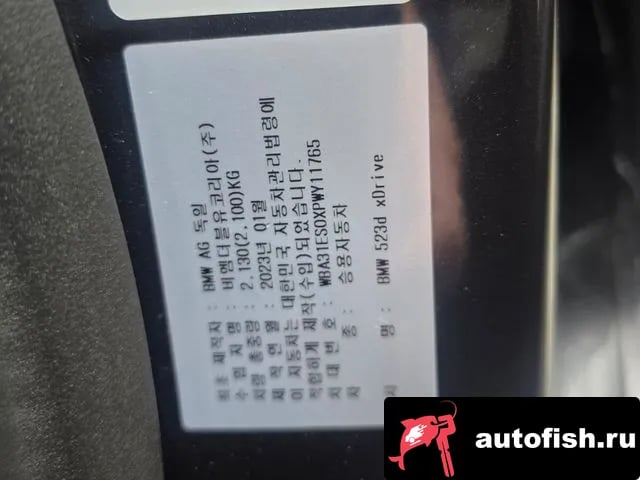 최초 제작자 : BMW AG 독일
수입 자명 : 비엠더블유코리아(주)
차량 총중량 : 2,130(2,100)KG
제작연월 : 2023년 01월
이 자동차는 대한민국 자동차관리법령에
적합하게 제작(수입)되었습니다.
차대번호 : WBA31ES0XPWY11765
차종 : 승용자동차
차명 : BMW 523d xDrive
autofish.ru